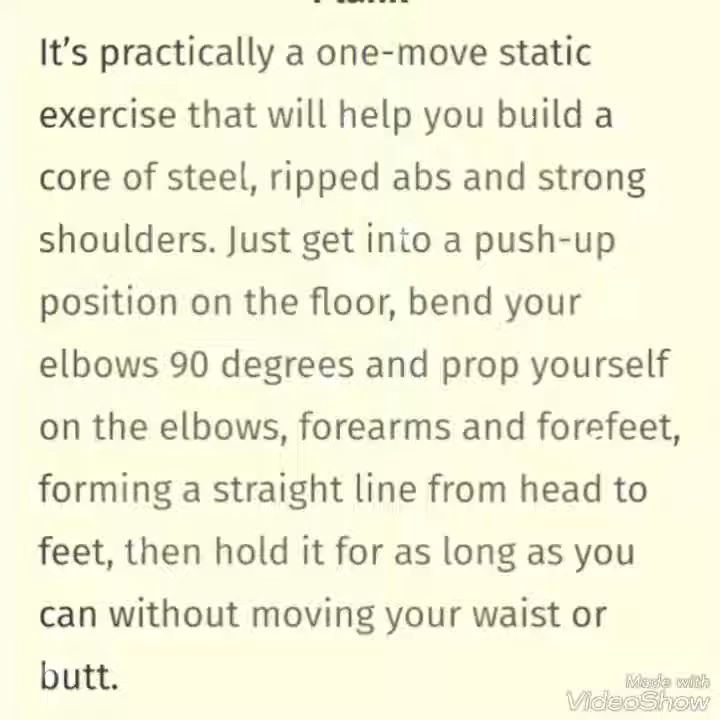 It's practically a one-move static
exercise that will help you build a
core of steel, ripped abs and strong
shoulders. Just get into a push-up
position on the floor, bend your
elbows 90 degrees and prop yourself
on the elbows, forearms and forefeet,
forming a straight line from head to
feet, then hold it for as long as you
can without moving your waist or
butt.
Made with
VideoShow